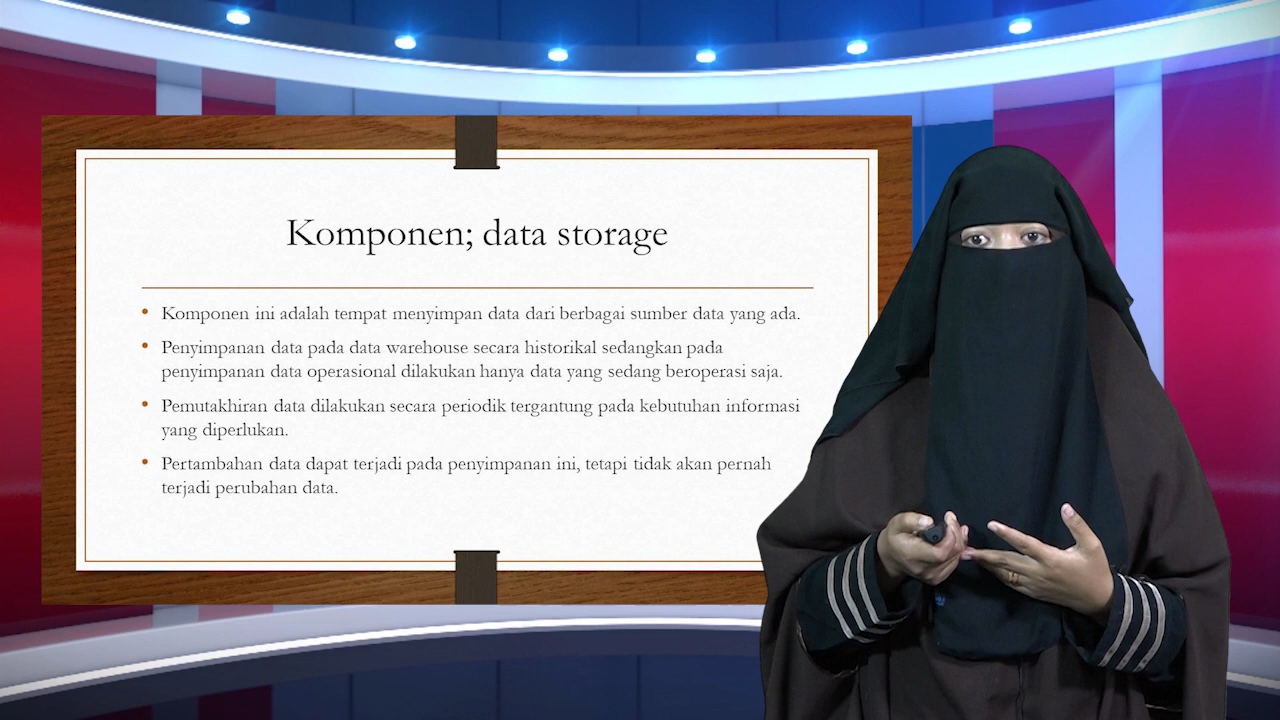 Komponen; data storage
Komponen ini adalah tempat menyimpan data dari berbagai sumber data yang ada.
Penyimpanan data pada data warehouse secara historikal sedangkan pada
penyimpanan data operasional dilakukan hanya data yang sedang beroperasi saja.
Pemutakhiran data dilakukan secara periodik tergantung pada kebutuhan informasi
yang diperlukan.
Pertambahan data dapat terjadi pada penyimpanan ini, tetapi tidak akan pernah
terjadi perubahan data.